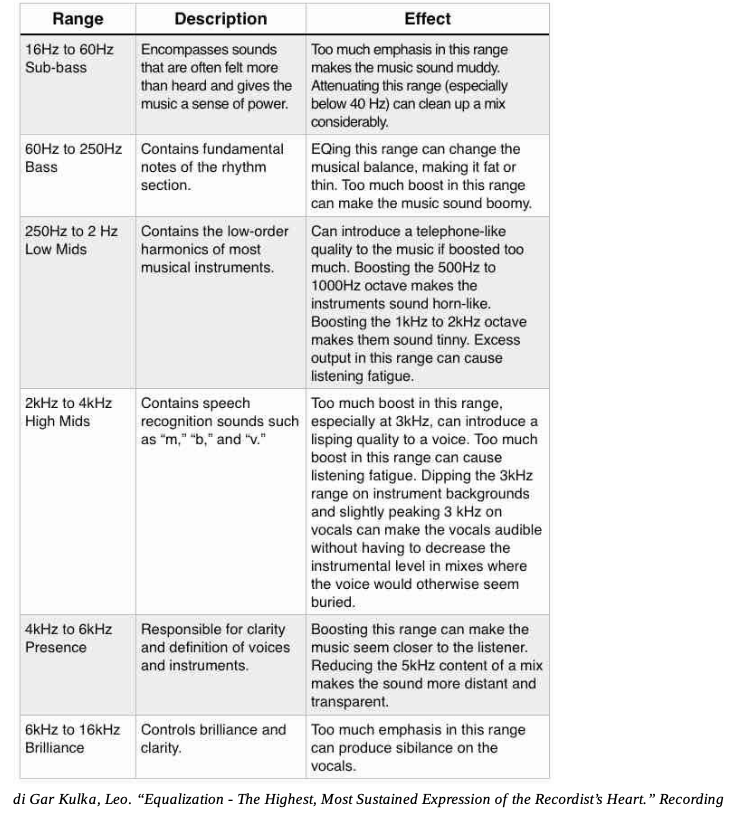 Range Description Effect
16Hz to 60Hz
Sub-bass
Encompasses sounds
that are often felt more
than heard and gives the
music a sense of power.
Too much emphasis in this range
makes the music sound muddy.
Attenuating this range (especially
below 40 Hz) can clean up a mix
considerably.
60Hz to 250Hz
Bass
Contains fundamental
notes of the rhythm
section.
EQing this range can change the
musical balance, making it fat or
thin. Too much boost in this range
can make the music sound boomy.
250Hz to 2 Hz
Low Mids
Contains the low-order
harmonics of most
musical instruments.
Can introduce a telephone-like
quality to the music if boosted too
much. Boosting the 500Hz to
1000Hz octave makes the
instruments sound horn-like.
Boosting the 1kHz to 2kHz octave
makes them sound tinny. Excess
output in this range can cause
listening fatigue.
2kHz to 4kHz
High Mids
Contains speech
recognition sounds such
as “m,” “b,” and “v.”
Too much boost in this range,
especially at 3kHz, can introduce a
lisping quality to a voice. Too much
boost in this range can cause
listening fatigue. Dipping the 3kHz
range on instrument backgrounds
and slightly peaking 3 kHz on
vocals can make the vocals audible
without having to decrease the
instrumental level in mixes where
the voice would otherwise seem
buried.
4kHz to 6kHz
Presence
Responsible for clarity
and definition of voices
and instruments.
Boosting this range can make the
music seem closer to the listener.
Reducing the 5kHz content of a mix
makes the sound more distant and
transparent.
6kHz to 16kHz
Brilliance
Controls brilliance and
clarity.
Too much emphasis in this range
can produce sibilance on the
vocals.
di Gar Kulka, Leo. “Equalization - The Highest, Most Sustained Expression of the Recordist’s Heart.” Recording